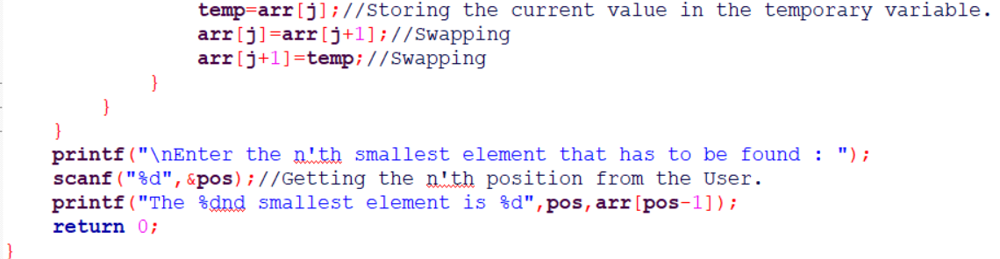 temp=arr[j];//Storing the current value in the temporary variable.
arr[j]=arr[j+1];//Swapping
arr[j+1]=temp;//Swapping
}
}
}
printf("\nEnter the n'th smallest element that has to be found : ");
scanf("%d",&pos);//Getting the n'th position from the User.
printf("The %dnd smallest element is %d",pos,arr[pos-1]);
return 0;
}